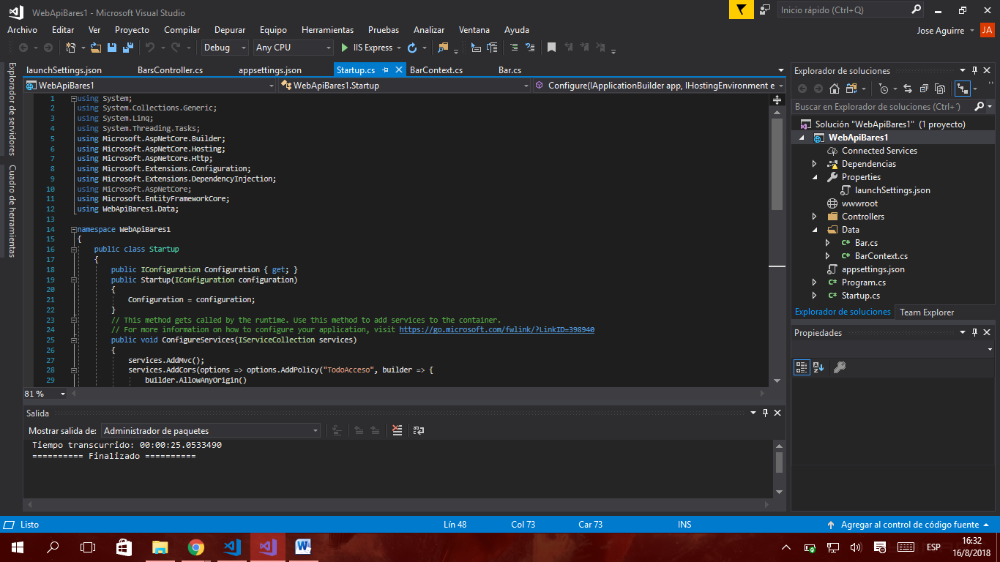 WebApiBares1 - Microsoft Visual Studio
Inicio rápido (Ctrl+Q)
Archivo Editar Ver Proyecto Compilar Depurar Equipo Herramientas Pruebas Analizar Ventana Ayuda
Jose Aguirre JA
Debug Any CPU IIS Express
Explorador de servidores
Cuadro de herramientas
launchSettings.json BarsController.cs appsettings.json Startup.cs BarContext.cs Bar.cs
WebApiBares1 WebApiBares1.Startup Configure(IApplicationBuilder app, IHostingEnvironment e
1 using System;
2 using System.Collections.Generic;
3 using System.Linq;
4 using System.Threading.Tasks;
5 using Microsoft.AspNetCore.Builder;
6 using Microsoft.AspNetCore.Hosting;
7 using Microsoft.AspNetCore.Http;
8 using Microsoft.Extensions.Configuration;
9 using Microsoft.Extensions.DependencyInjection;
10 using Microsoft.AspNetCore;
11 using Microsoft.EntityFrameworkCore;
12 using WebApiBares1.Data;
13
14 namespace WebApiBares1
15 {
16 public class Startup
17 {
18 public IConfiguration Configuration { get; }
19 public Startup(IConfiguration configuration)
20 {
21 Configuration = configuration;
22 }
23 // This method gets called by the runtime. Use this method to add services to the container.
24 // For more information on how to configure your application, visit https://go.microsoft.com/fwlink/?LinkID=398940
25 public void ConfigureServices(IServiceCollection services)
26 {
27 services.AddMvc();
28 services.AddCors(options => options.AddPolicy("TodoAcceso", builder => {
29 builder.AllowAnyOrigin()
81 %
Salida
Mostrar salida de: Administrador de paquetes
Tiempo transcurrido: 00:00:25.0533490
========== Finalizado ==========
Explorador de soluciones
Buscar en Explorador de soluciones (Ctrl+´)
Solución "WebApiBares1" (1 proyecto)
WebApiBares1
Connected Services
Dependencias
Properties
launchSettings.json
wwwroot
Controllers
Data
C# Bar.cs
C# BarContext.cs
appsettings.json
C# Program.cs
C# Startup.cs
Explorador de soluciones Team Explorer
Propiedades
Listo Lín 48 Col 73 Car 73 INS Agregar al control de código fuente
ESP 16:32
16/8/2018